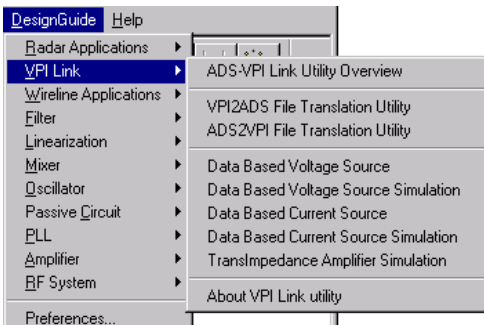 DesignGuide Help
Radar Applications
VPI Link
Wireline Applications
Filter
Linearization
Mixer
Oscillator
Passive Circuit
PLL
Amplifier
RF System
Preferences...
ADS-VPI Link Utility Overview
VPI2ADS File Translation Utility
ADS2VPI File Translation Utility
Data Based Voltage Source
Data Based Voltage Source Simulation
Data Based Current Source
Data Based Current Source Simulation
TransImpedance Amplifier Simulation
About VPI Link utility